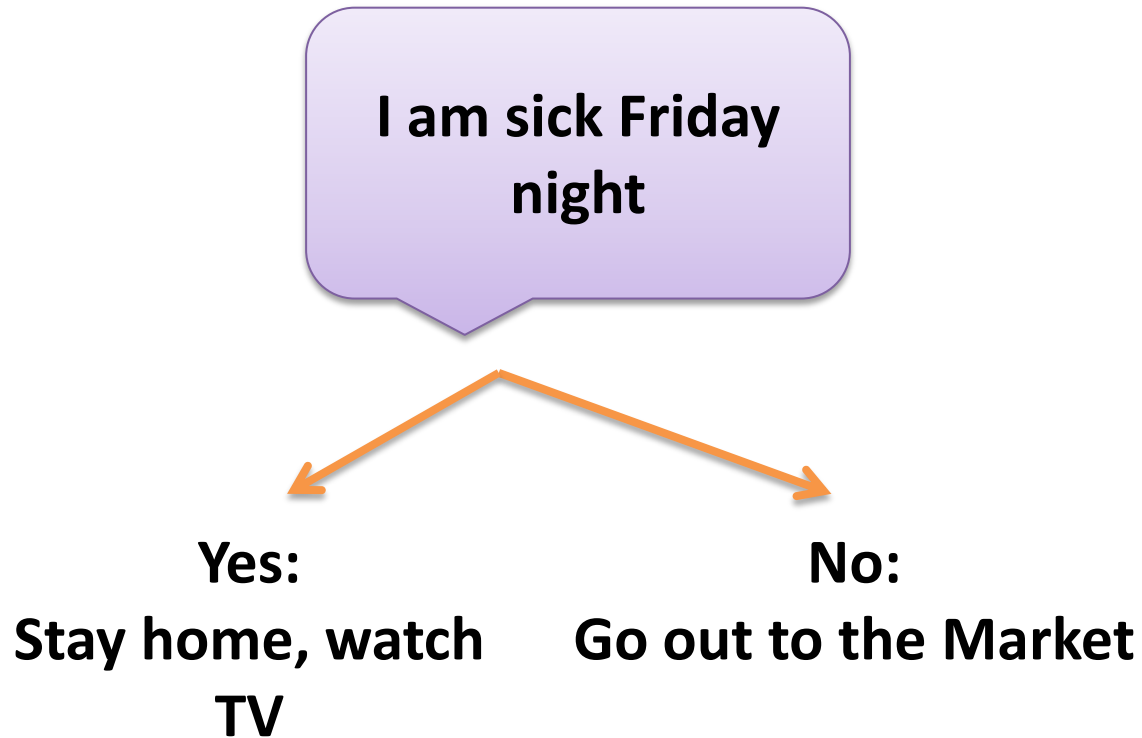 I am sick Friday
night
Yes:
Stay home, watch
TV
No:
Go out to the Market